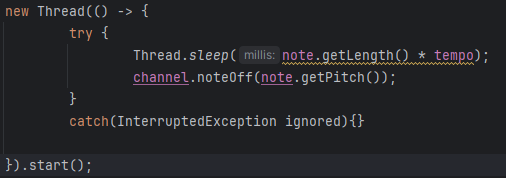 new Thread(() -> {
try {
Thread.sleep( millis: note.getLength() * tempo);
channel.noteOff(note.getPitch());
}
catch(InterruptedException ignored){}
}).start();